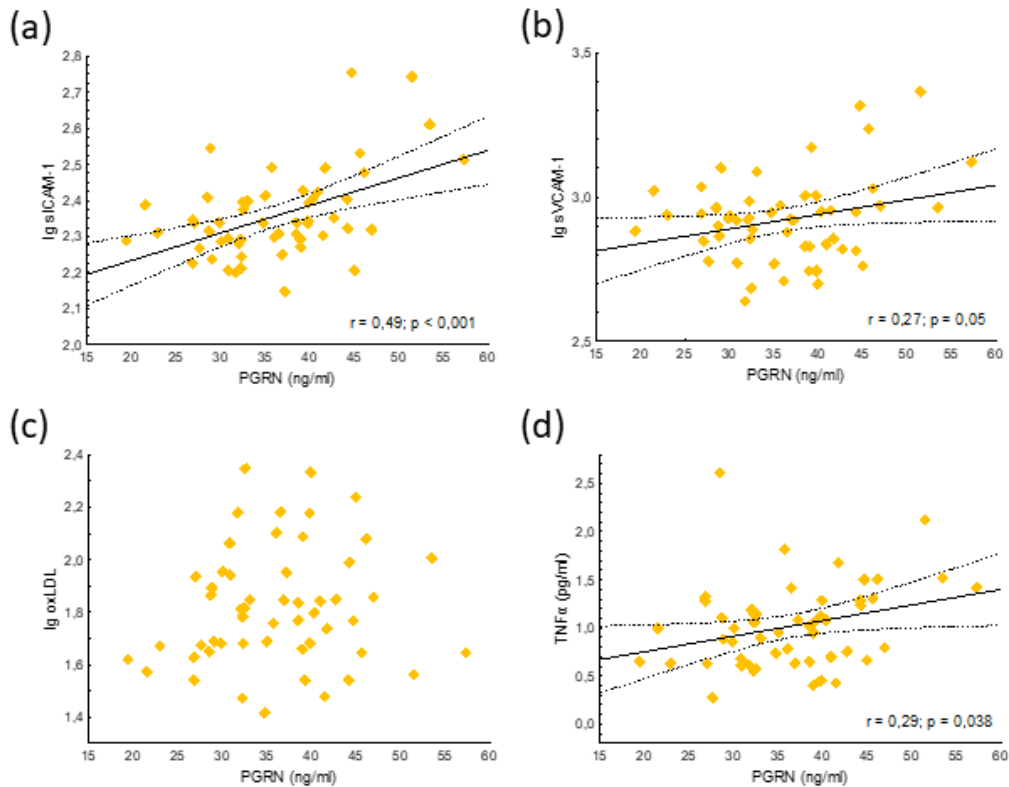 (a)
lg sICAM-1
2,8
2,7
2,6
2,5
2,4
2,3
2,2
2,1
2,0
15 20 25 30 35 40 45 50 55 60
PGRN (ng/ml)
r = 0,49; p < 0,001
(b)
lg sVCAM-1
3,5
3,0
2,5
15 20 25 30 35 40 45 50 55 60
PGRN (ng/ml)
r = 0,27; p = 0,05
(c)
lg oxLDL
2,4
2,2
2,0
1,8
1,6
1,4
15 20 25 30 35 40 45 50 55 60
PGRN (ng/ml)
(d)
TNFα (pg/ml)
2,5
2,0
1,5
1,0
0,5
0,0
15 20 25 30 35 40 45 50 55 60
PGRN (ng/ml)
r = 0,29; p = 0,038